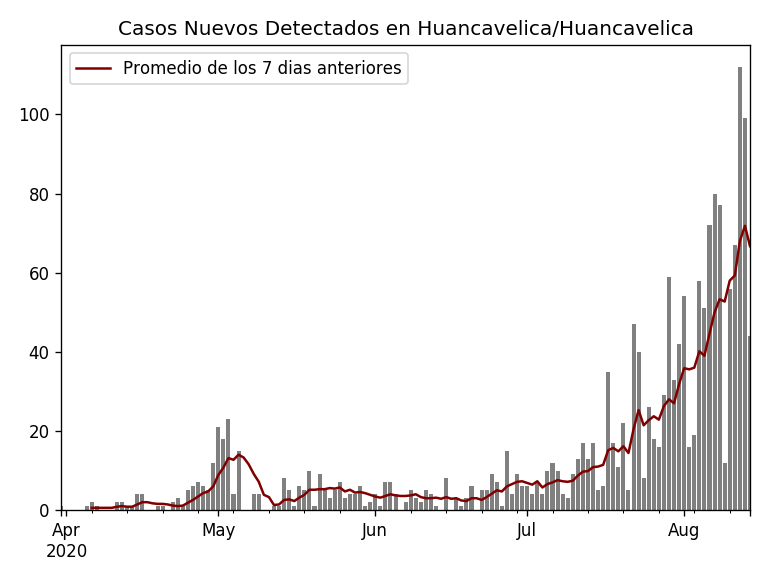 Casos Nuevos Detectados en Huancavelica/Huancavelica
Promedio de los 7 dias anteriores
100
80
60
40
20
0
Apr May Jun Jul Aug
2020